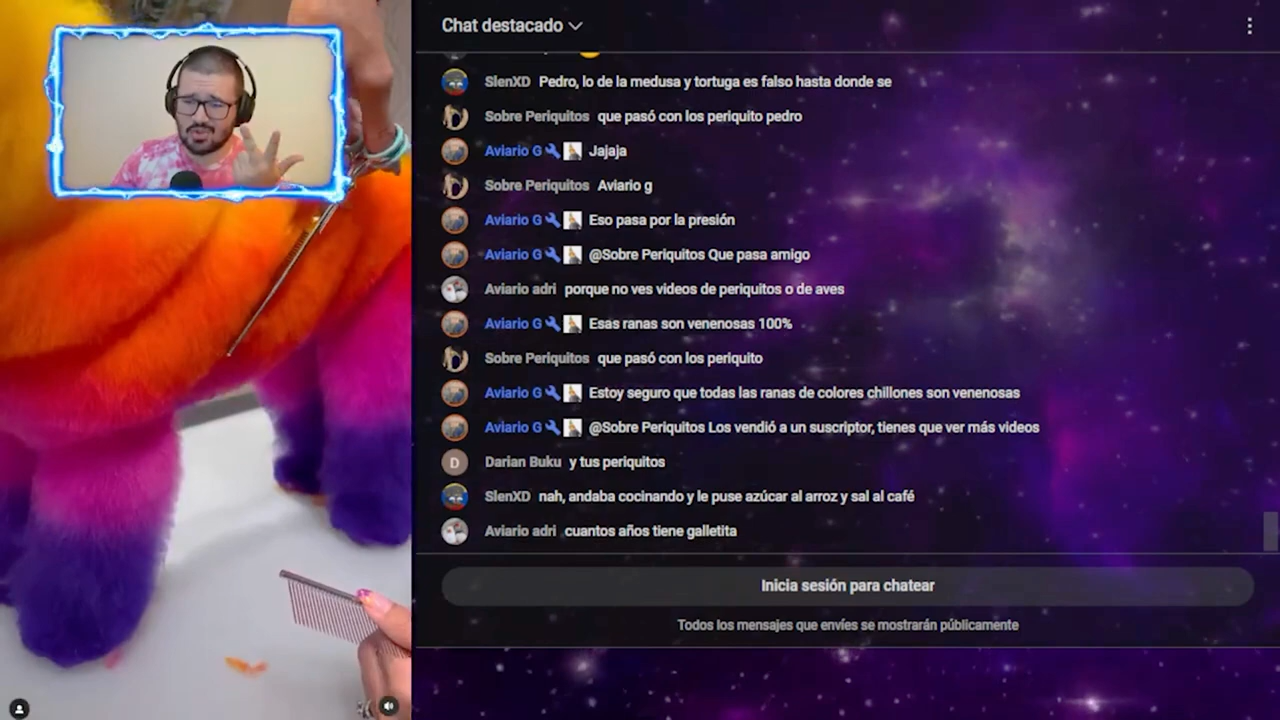 Chat destacado
SlenXD Pedro, lo de la medusa y tortuga es falso hasta donde se
Sobre Periquitos que pasó con los periquito pedro
Aviario G Jajaja
Sobre Periquitos Aviario g
Aviario G Eso pasa por la presión
Aviario G @Sobre Periquitos Que pasa amigo
Aviario adri porque no ves videos de periquitos o de aves
Aviario G Esas ranas son venenosas 100%
Sobre Periquitos que pasó con los periquito
Aviario G Estoy seguro que todas las ranas de colores chillones son venenosas
Aviario G @Sobre Periquitos Los vendió a un suscriptor, tienes que ver más videos
D Darian Buku y tus periquitos
SlenXD nah, andaba cocinando y le puse azúcar al arroz y sal al café
Aviario adri cuantos años tiene galletita
Inicia sesión para chatear
Todos los mensajes que envíes se mostrarán públicamente